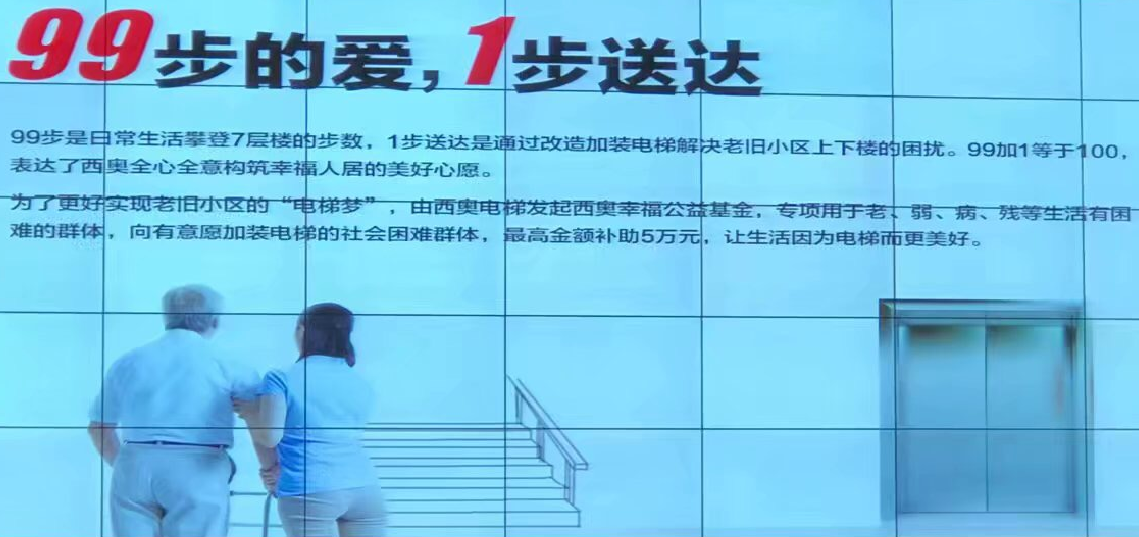 99步的爱，1步送达
99步是日常生活攀登7层楼的步数，1步送达是通过改造加装电梯解决老旧小区上下楼的困扰。99加1等于100，
表达了西奥全心全意构筑幸福人居的美好心愿。
为了更好实现老旧小区的“电梯梦”，由西奥电梯发起西奥幸福公益基金，专项用于老、弱、病、残等生活有困
难的群体，向有意愿加装电梯的社会困难群体，最高金额补助5万元，让生活因为电梯而更美好。